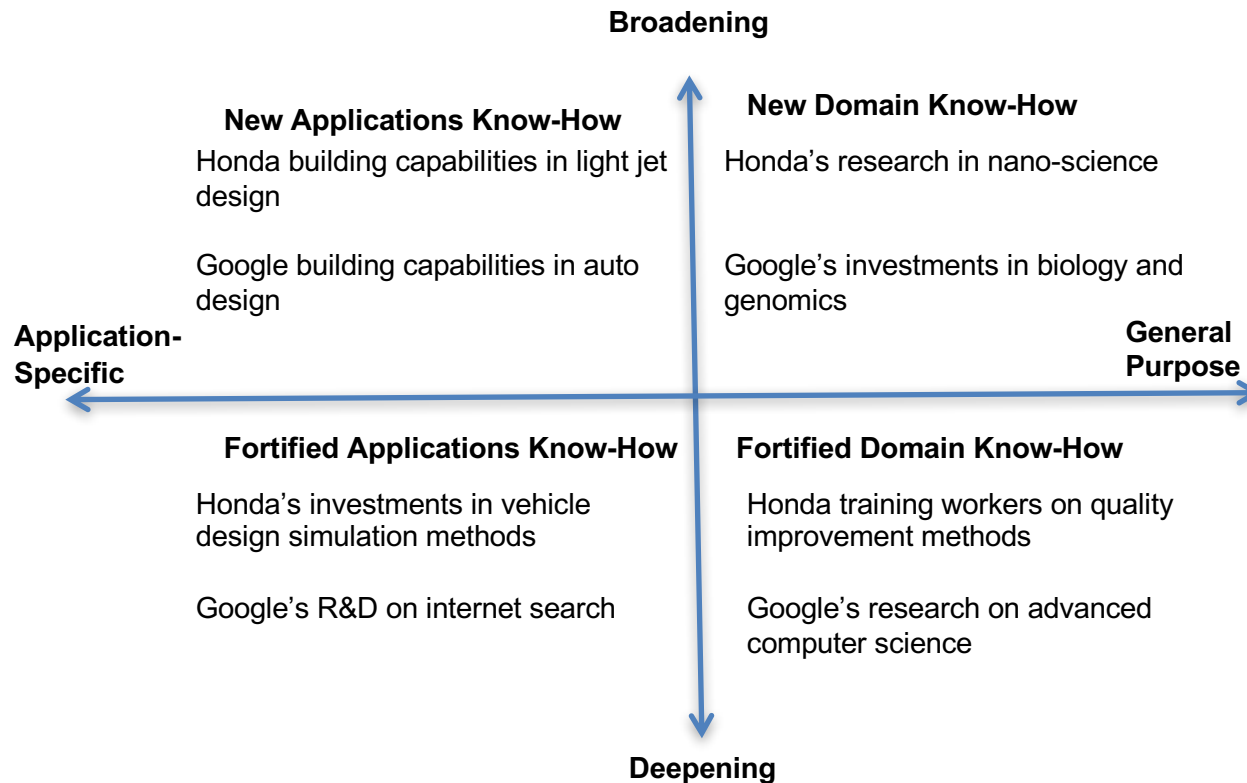 Broadening
New Applications Know-How
Honda building capabilities in light jet
design
Google building capabilities in auto
design
New Domain Know-How
Honda’s research in nano-science
Google’s investments in biology and
genomics
Application-
Specific
General
Purpose
Fortified Applications Know-How
Honda’s investments in vehicle
design simulation methods
Google’s R&D on internet search
Fortified Domain Know-How
Honda training workers on quality
improvement methods
Google’s research on advanced
computer science
Deepening